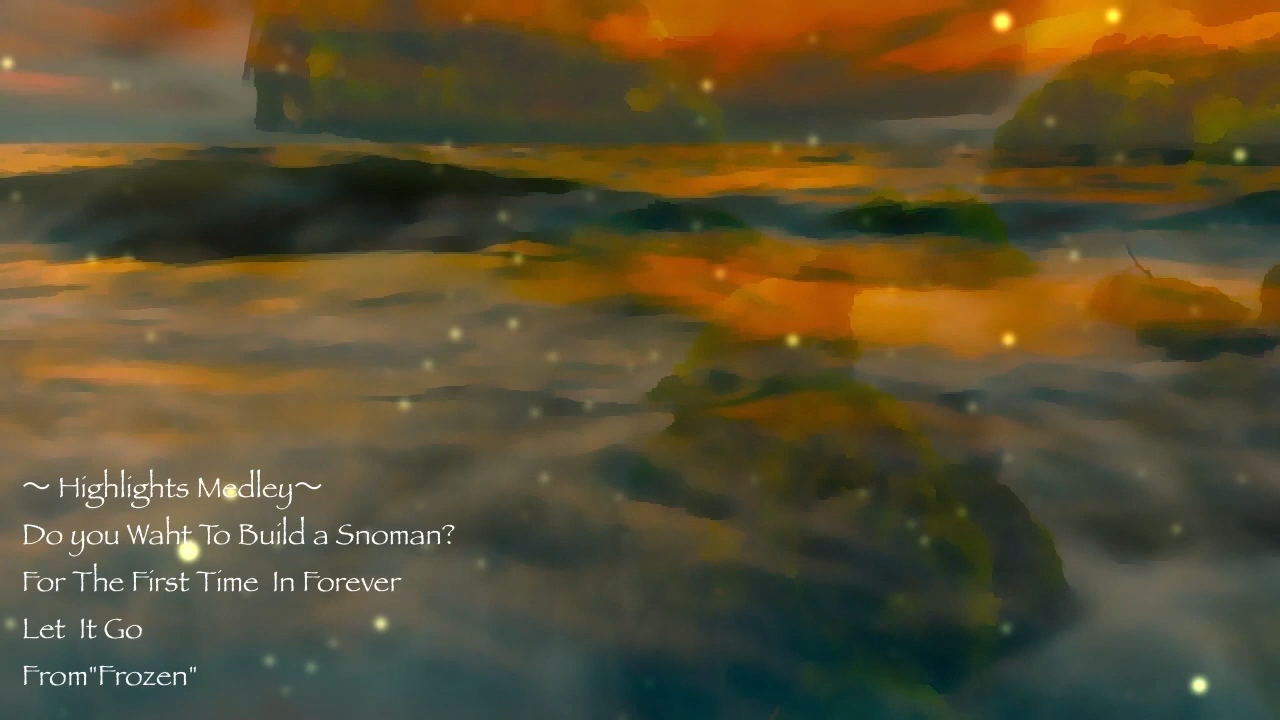 ～ Highlights Medley～
Do you Waht To Build a Snoman?
For The First Time In Forever
Let It Go
From"Frozen"